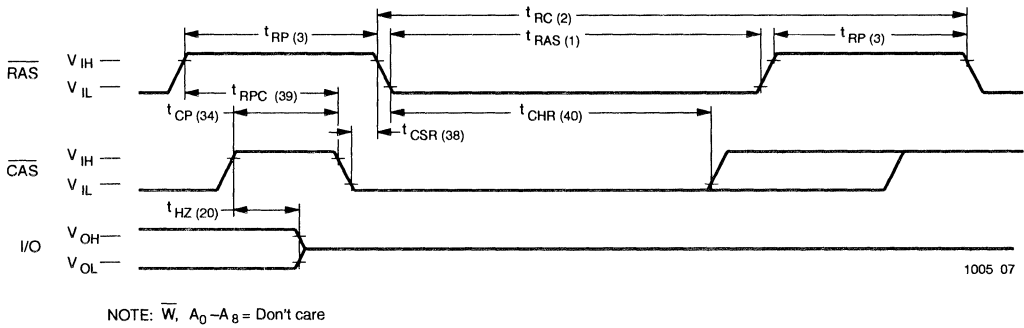 t RC (2)
t RP (3)
t RAS (1)
t RP (3)
RAS
V IH
V IL
t RPC (39)
t CP (34)
t CSR (38)
t CHR (40)
CAS
V IH
V IL
t HZ (20)
I/O
V OH
V OL
1005 07
NOTE: W, A0–A8 = Don't care